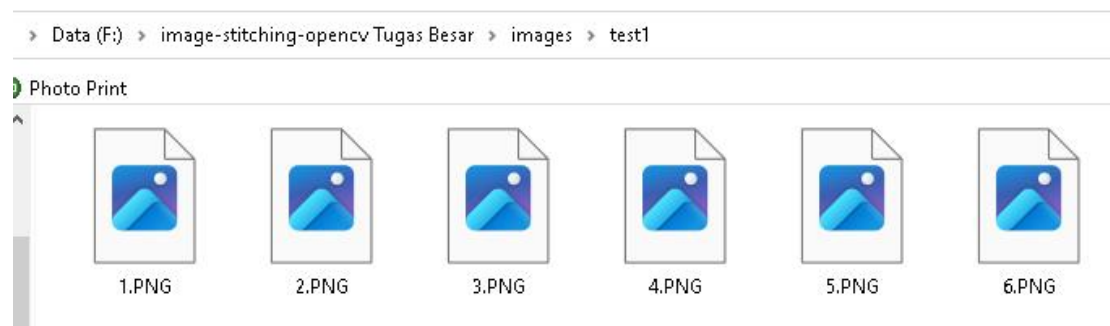 Data (F:) > image-stitching-opencv Tugas Besar > images > test1
Photo Print
1.PNG 2.PNG 3.PNG 4.PNG 5.PNG 6.PNG